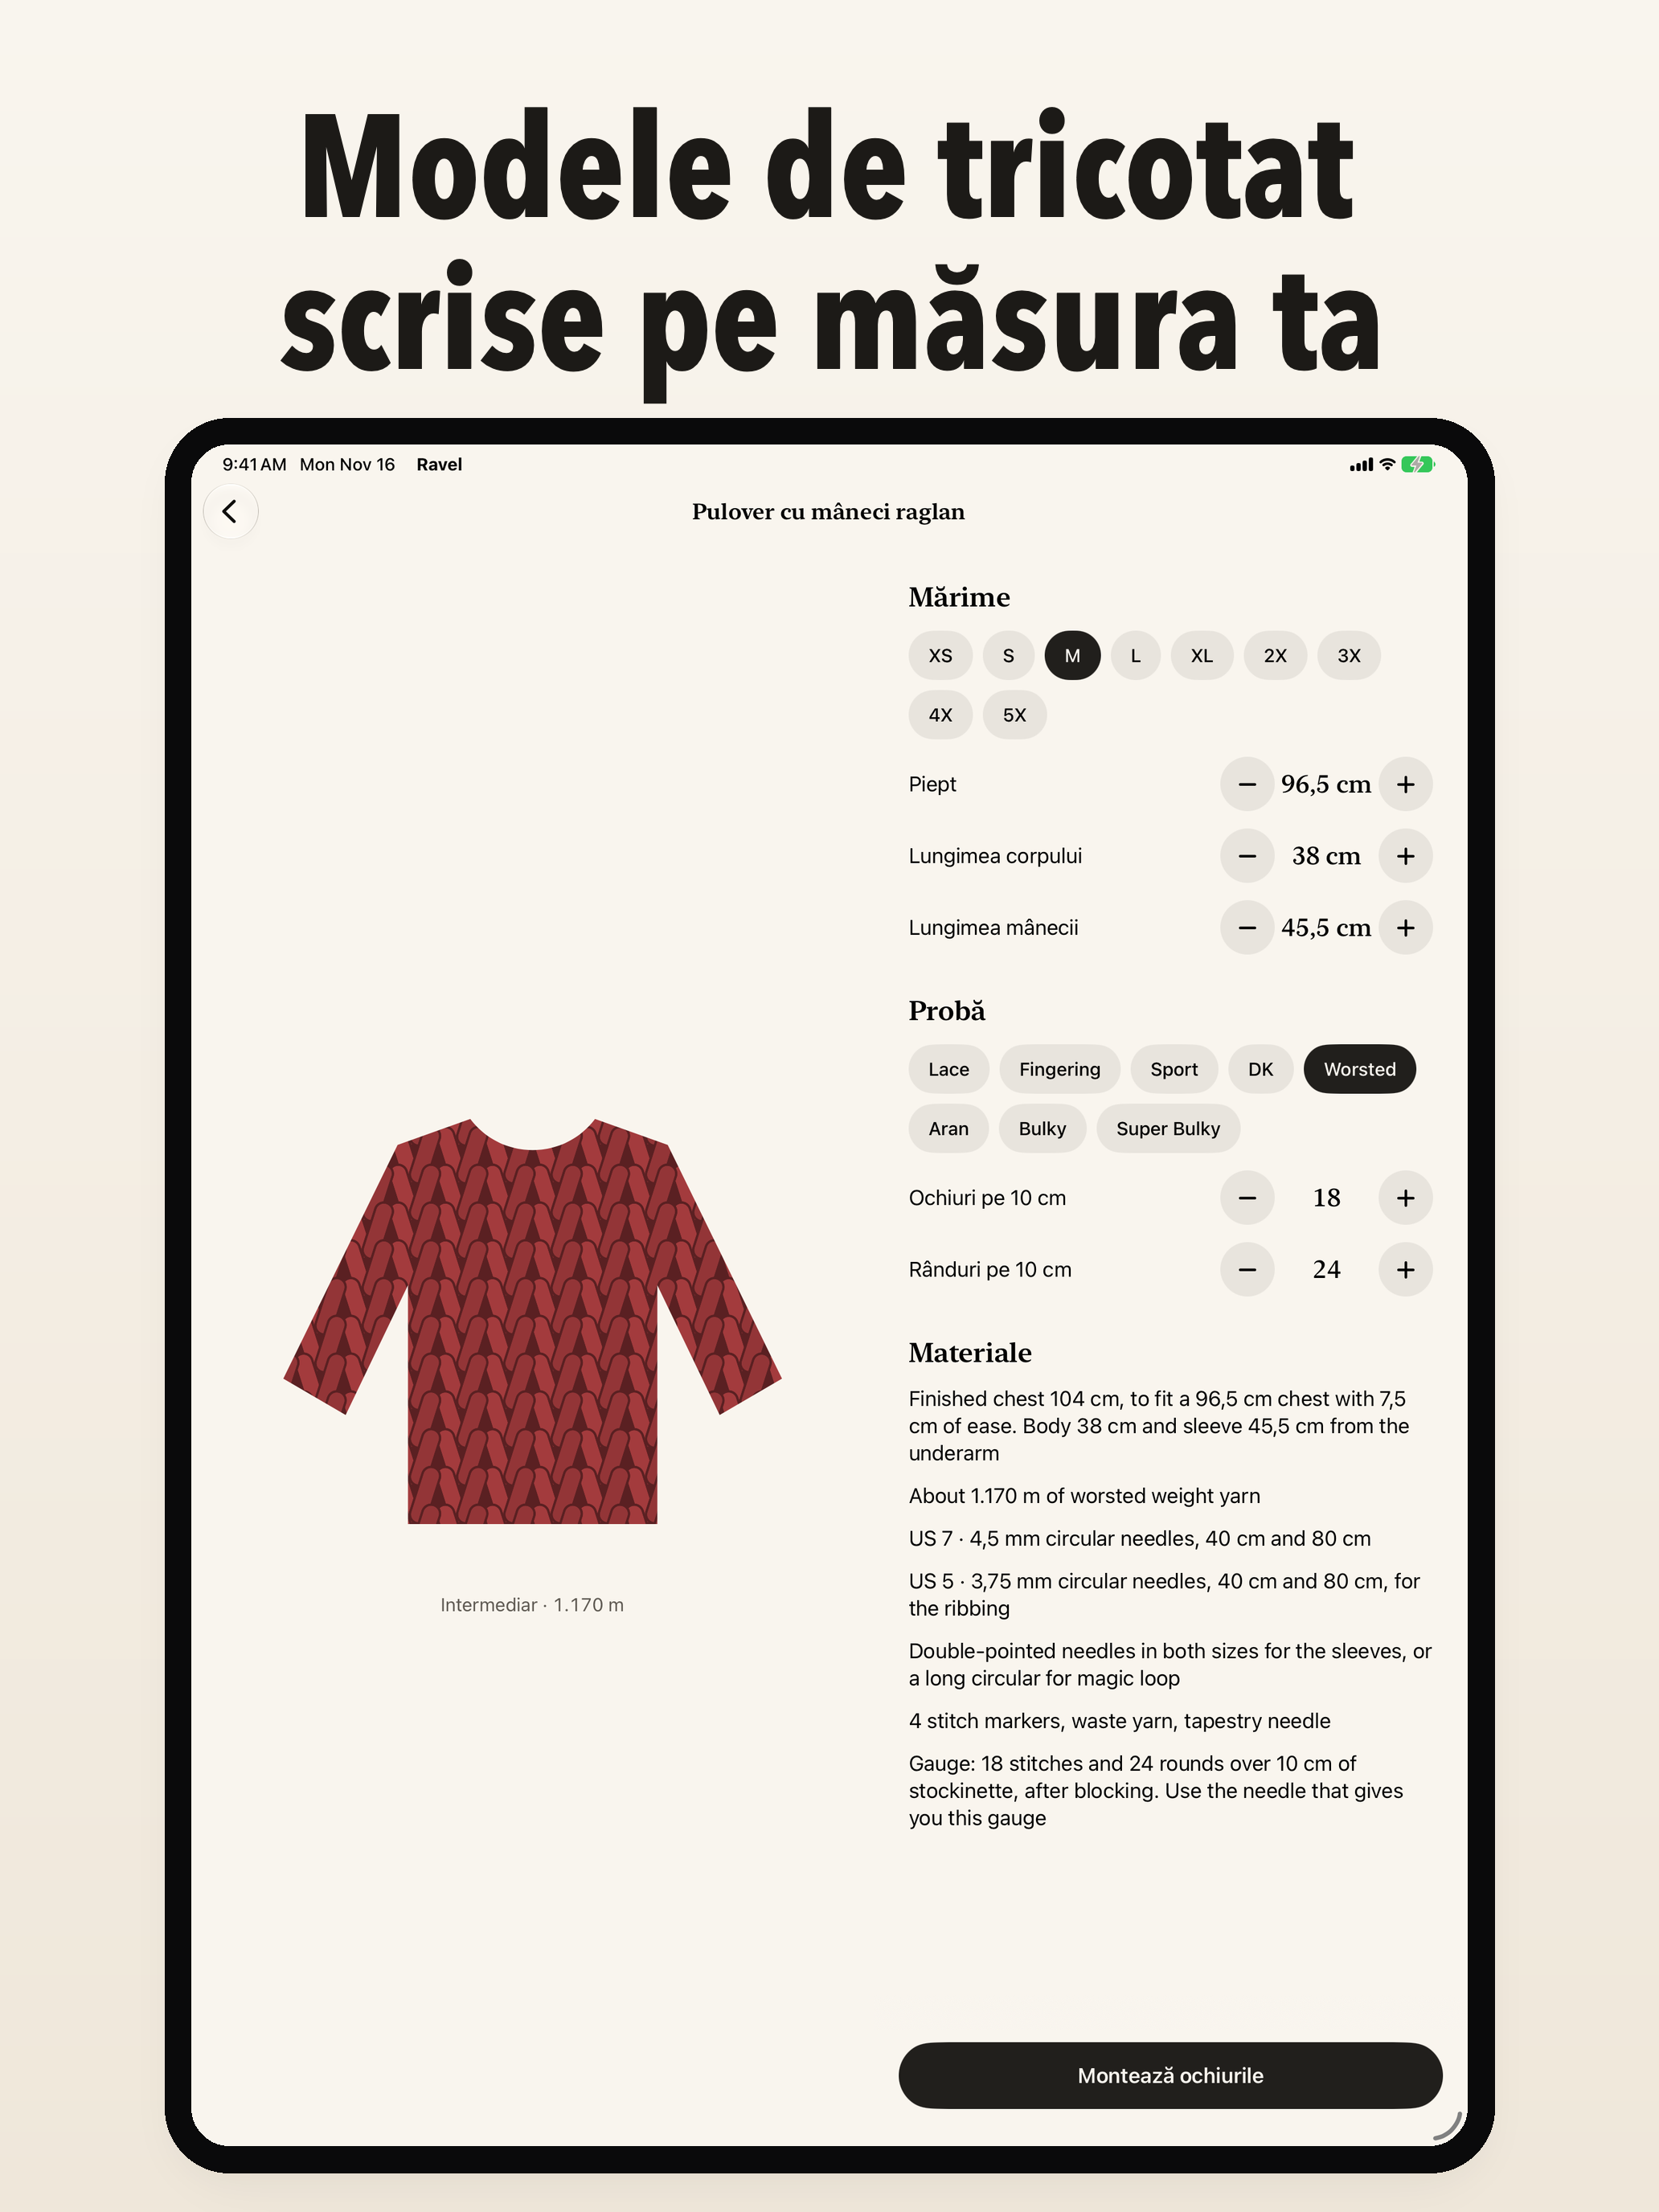 Modele de tricotat
scrise pe măsura ta
9:41 AM Mon Nov 16 Ravel
Pulover cu mâneci raglan
Mărime
XS S M L XL 2X 3X
4X 5X
Piept 96,5 cm
Lungimea corpului 38 cm
Lungimea mânecii 45,5 cm
Probă
Lace Fingering Sport DK Worsted
Aran Bulky Super Bulky
Ochiuri pe 10 cm 18
Rânduri pe 10 cm 24
Materiale
Finished chest 104 cm, to fit a 96,5 cm chest with 7,5
cm of ease. Body 38 cm and sleeve 45,5 cm from the
underarm
About 1.170 m of worsted weight yarn
US 7 · 4,5 mm circular needles, 40 cm and 80 cm
US 5 · 3,75 mm circular needles, 40 cm and 80 cm, for
the ribbing
Double-pointed needles in both sizes for the sleeves, or
a long circular for magic loop
4 stitch markers, waste yarn, tapestry needle
Gauge: 18 stitches and 24 rounds over 10 cm of
stockinette, after blocking. Use the needle that gives
you this gauge
Intermediar · 1.170 m
Montează ochiurile